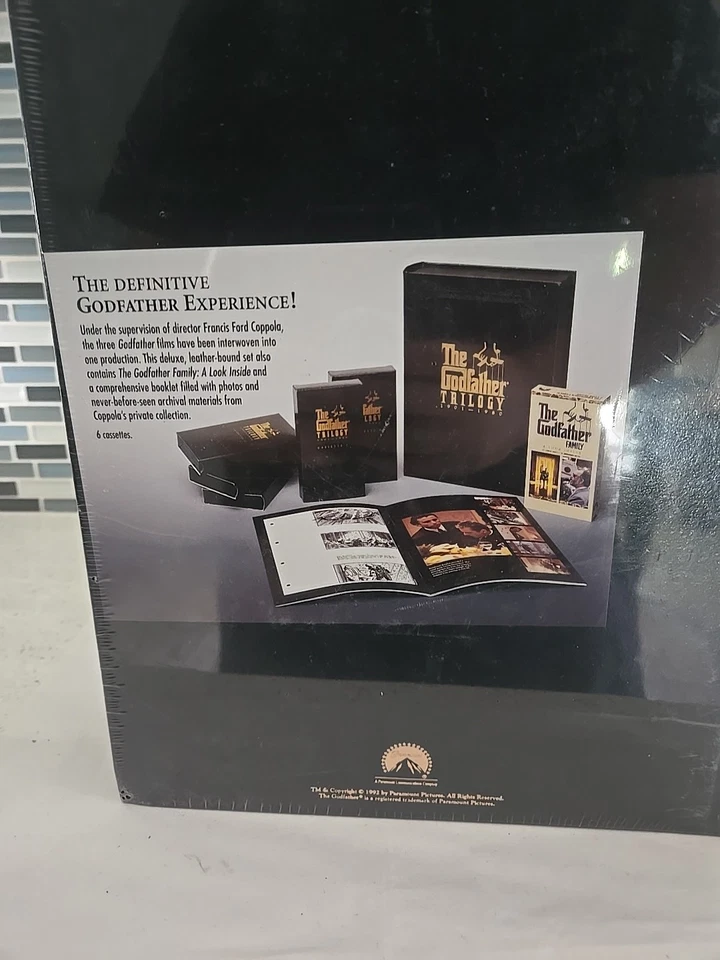 THE DEFINITIVE
GODFATHER EXPERIENCE!
Under the supervision of director Francis Ford Coppola,
the three Godfather films have been interwoven into
one production. This deluxe, leather-bound set also
contains The Godfather Family: A Look Inside and
a comprehensive booklet filled with photos and
never-before-seen archival materials from
Coppola's private collection.
6 cassettes.
The
Godfather
TRILOGY
1901-1980
The
Godfather
TRILOGY
father
LOGY
The
Godfather
FAMILY
TM & Copyright © 1992 by Paramount Pictures. All Rights Reserved.
The Godfather® is a registered trademark of Paramount Pictures.